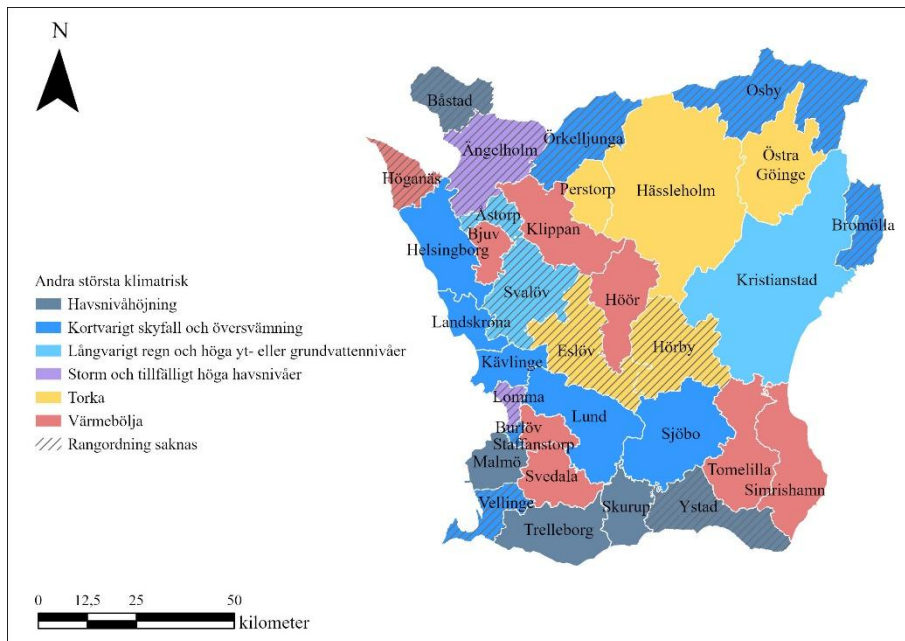 N
Båstad
Osby
Örkelljunga
Ängelholm
Östra
Göinge
Höganäs
Perstorp
Hässleholm
Åstorp
Klippan
Bromölla
Bjuv
Helsingborg
Kristianstad
Andra största klimatrisk
Svalöv
Höör
Havsnivåhöjning
Landskrona
Kortvarigt skyfall och översvämning
Eslöv
Hörby
Långvarigt regn och höga yt- eller grundvattennivåer
Kävlinge
Storm och tillfälligt höga havsnivåer
Lomma
Torka
Lund
Burlöv
Sjöbo
Värmebölja
Staffanstorp
Rangordning saknas
Malmö
Tomelilla
Svedala
Simrishamn
Vellinge
Skurup
Ystad
Trelleborg
0 12,5 25 50
kilometer